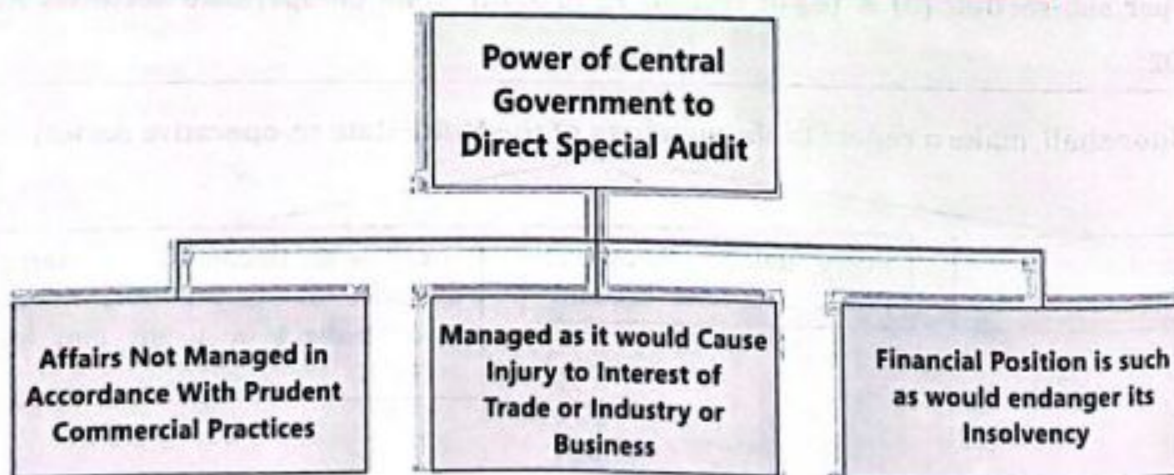 Power of Central
Government to
Direct Special Audit
Affairs Not Managed in
Accordance With Prudent
Commercial Practices
Managed as it would Cause
Injury to Interest of
Trade or Industry or
Business
Financial Position is such
as would endanger its
Insolvency